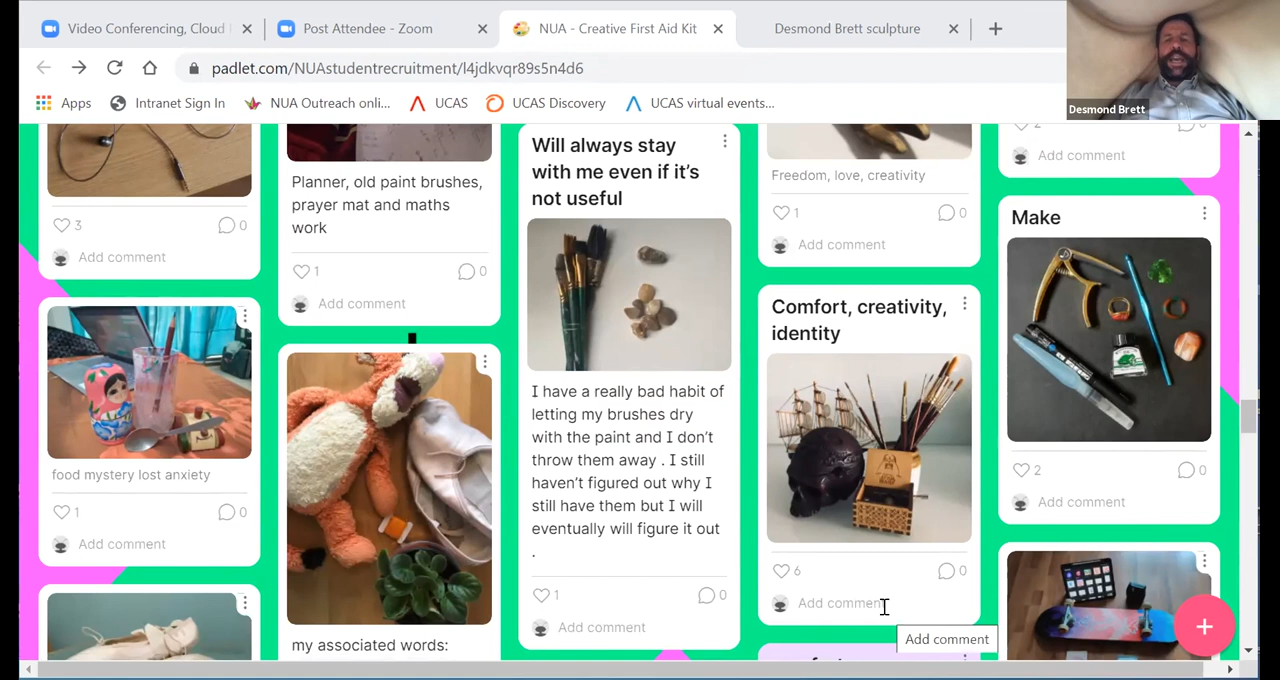 Video Conferencing, Cloud
Post Attendee - Zoom
NUA - Creative First Aid Kit
Desmond Brett sculpture
padlet.com/NUAstudentrecruitment/l4jdkvqr89s5n4d6
Apps
Intranet Sign In
NUA Outreach onli...
UCAS
UCAS Discovery
UCAS virtual events...
Desmond Brett
3
0
Add comment
food mystery lost anxiety
1
0
Add comment
Planner, old paint brushes,
prayer mat and maths
work
1
0
Add comment
my associated words:
Will always stay
with me even if it's
not useful
I have a really bad habit of
letting my brushes dry
with the paint and I don't
throw them away . I still
haven't figured out why I
still have them but I will
eventually will figure it out
.
1
0
Add comment
Freedom, love, creativity
1
0
Add comment
Comfort, creativity,
identity
6
0
Add comment
Add comment
2
0
Add comment
Make
2
0
Add comment